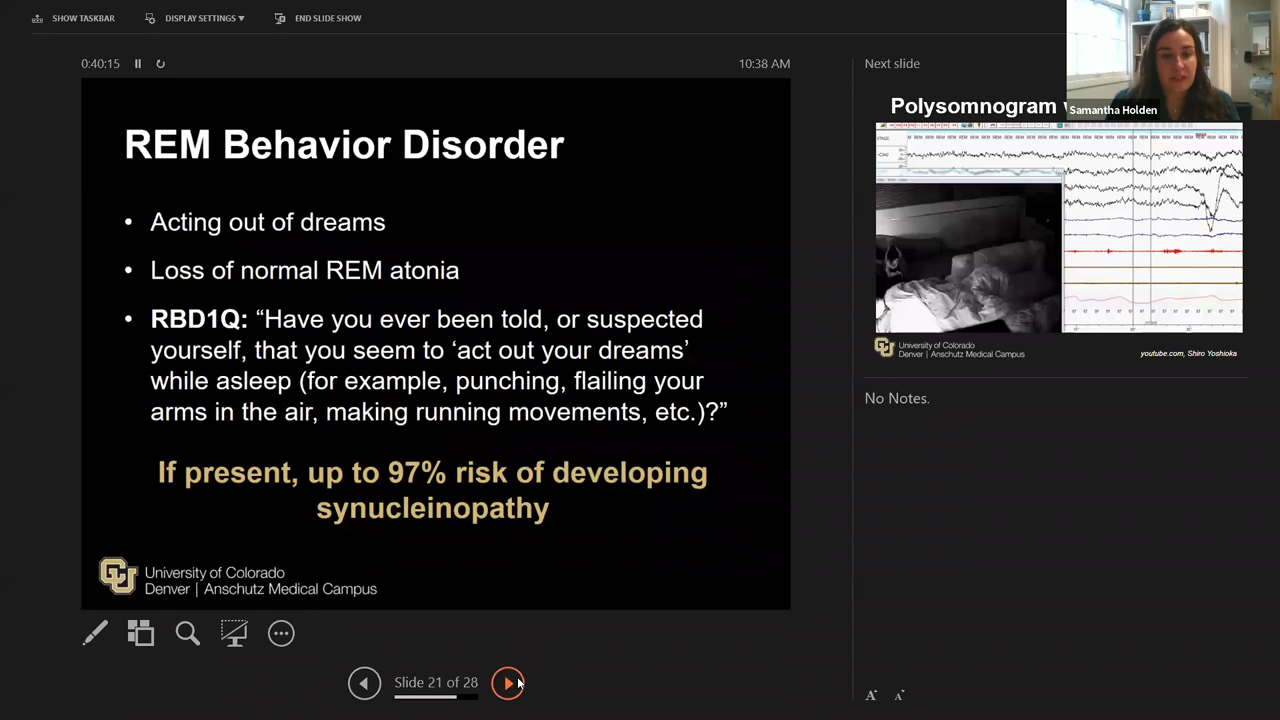 SHOW TASKBAR
DISPLAY SETTINGS ▼
END SLIDE SHOW
0:40:15
10:38 AM
REM Behavior Disorder
• Acting out of dreams
• Loss of normal REM atonia
• RBD1Q: “Have you ever been told, or suspected
yourself, that you seem to ‘act out your dreams’
while asleep (for example, punching, flailing your
arms in the air, making running movements, etc.)?”
If present, up to 97% risk of developing
synucleinopathy
CU
University of Colorado
Denver | Anschutz Medical Campus
Slide 21 of 28
Next slide
Polysomnogram
Samantha Holden
University of Colorado
Denver | Anschutz Medical Campus
youtube.com, Shiro Yoshioka
No Notes.
A
A